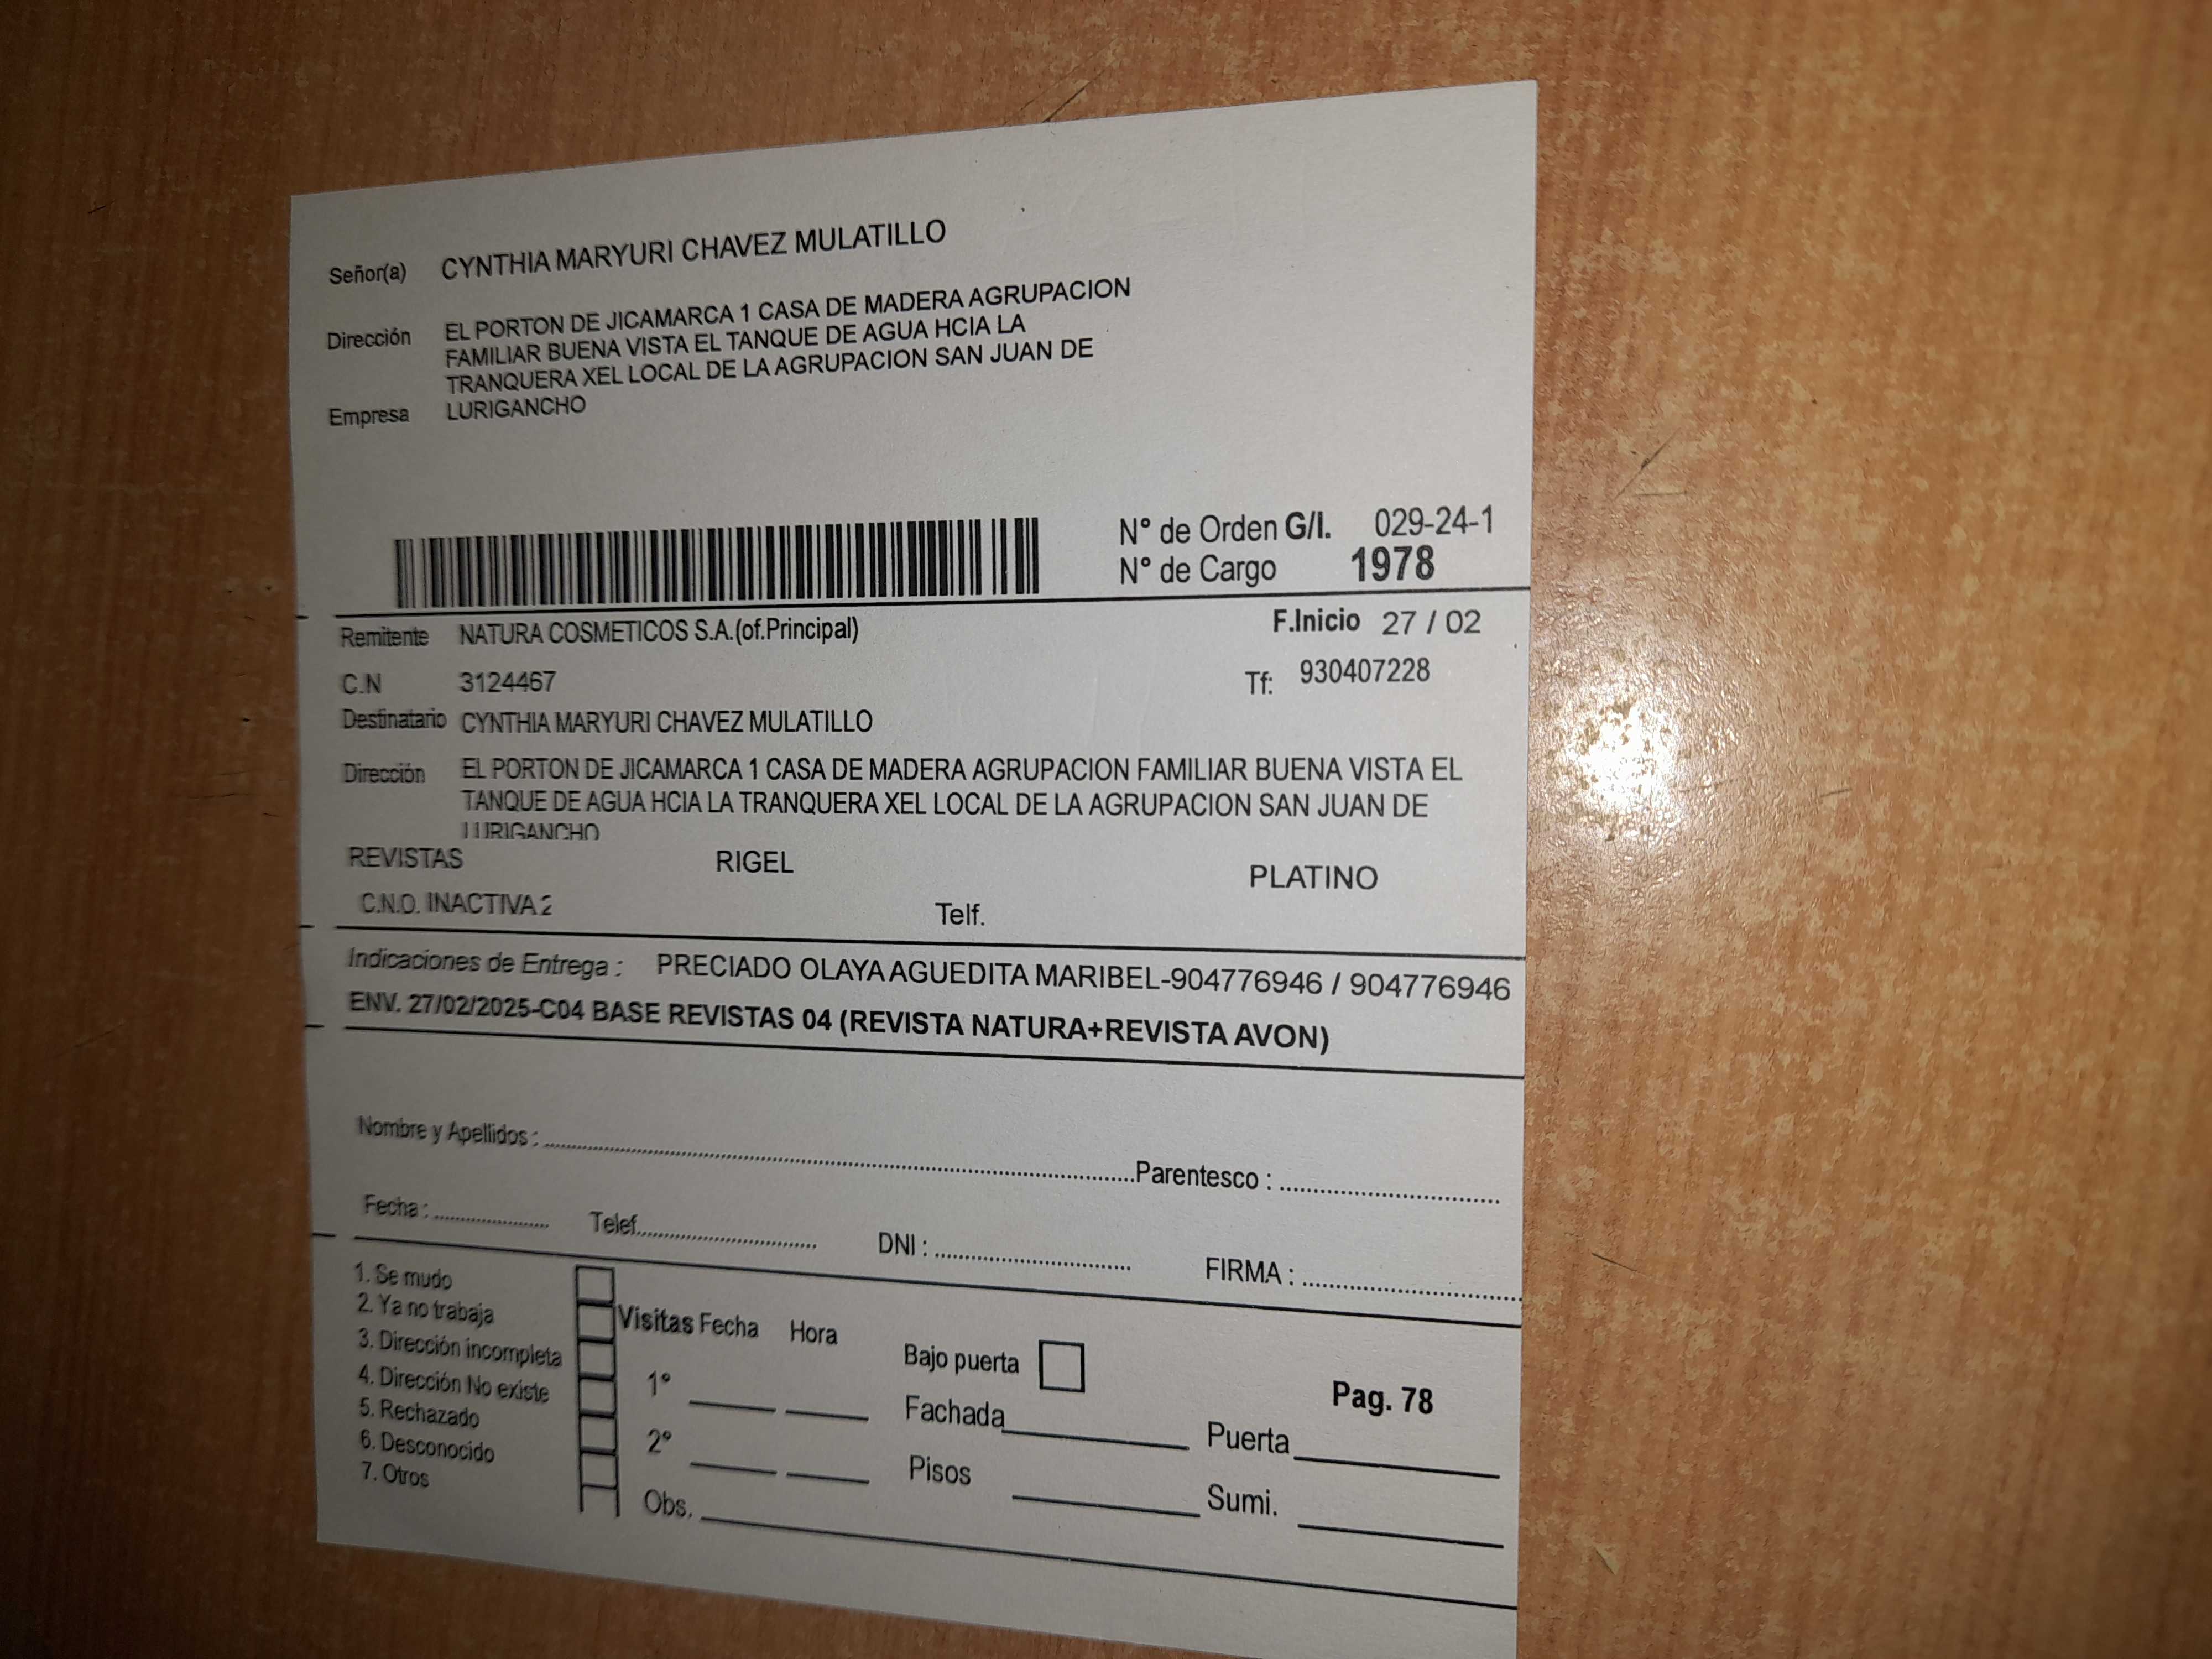 Señor(a) CYNTHIA MARYURI CHAVEZ MULATILLO
Dirección EL PORTON DE JICAMARCA 1 CASA DE MADERA AGRUPACION
FAMILIAR BUENA VISTA EL TANQUE DE AGUA HCIA LA
TRANQUERA XEL LOCAL DE LA AGRUPACION SAN JUAN DE
Empresa LURIGANCHO
N° de Orden G/I. 029-24-1
N° de Cargo 1978
Remitente NATURA COSMETICOS S.A.(of.Principal) F.Inicio 27 / 02
C.N 3124467 Tf: 930407228
Destinatario CYNTHIA MARYURI CHAVEZ MULATILLO
Dirección EL PORTON DE JICAMARCA 1 CASA DE MADERA AGRUPACION FAMILIAR BUENA VISTA EL
TANQUE DE AGUA HCIA LA TRANQUERA XEL LOCAL DE LA AGRUPACION SAN JUAN DE
LURIGANCHO
REVISTAS RIGEL PLATINO
C.N.O. INACTIVA 2 Telf.
Indicaciones de Entrega : PRECIADO OLAYA AGUEDITA MARIBEL-904776946 / 904776946
ENV. 27/02/2025-C04 BASE REVISTAS 04 (REVISTA NATURA+REVISTA AVON)
Nombre y Apellidos : Parentesco :
Fecha : Telef. DNI : FIRMA :
1. Se mudo
2. Ya no trabaja
3. Dirección incompleta
4. Dirección No existe
5. Rechazado
6. Desconocido
7. Otros
Visitas Fecha Hora
1°
2°
Obs.
Bajo puerta
Fachada
Pisos
Pag. 78
Puerta
Sumi.